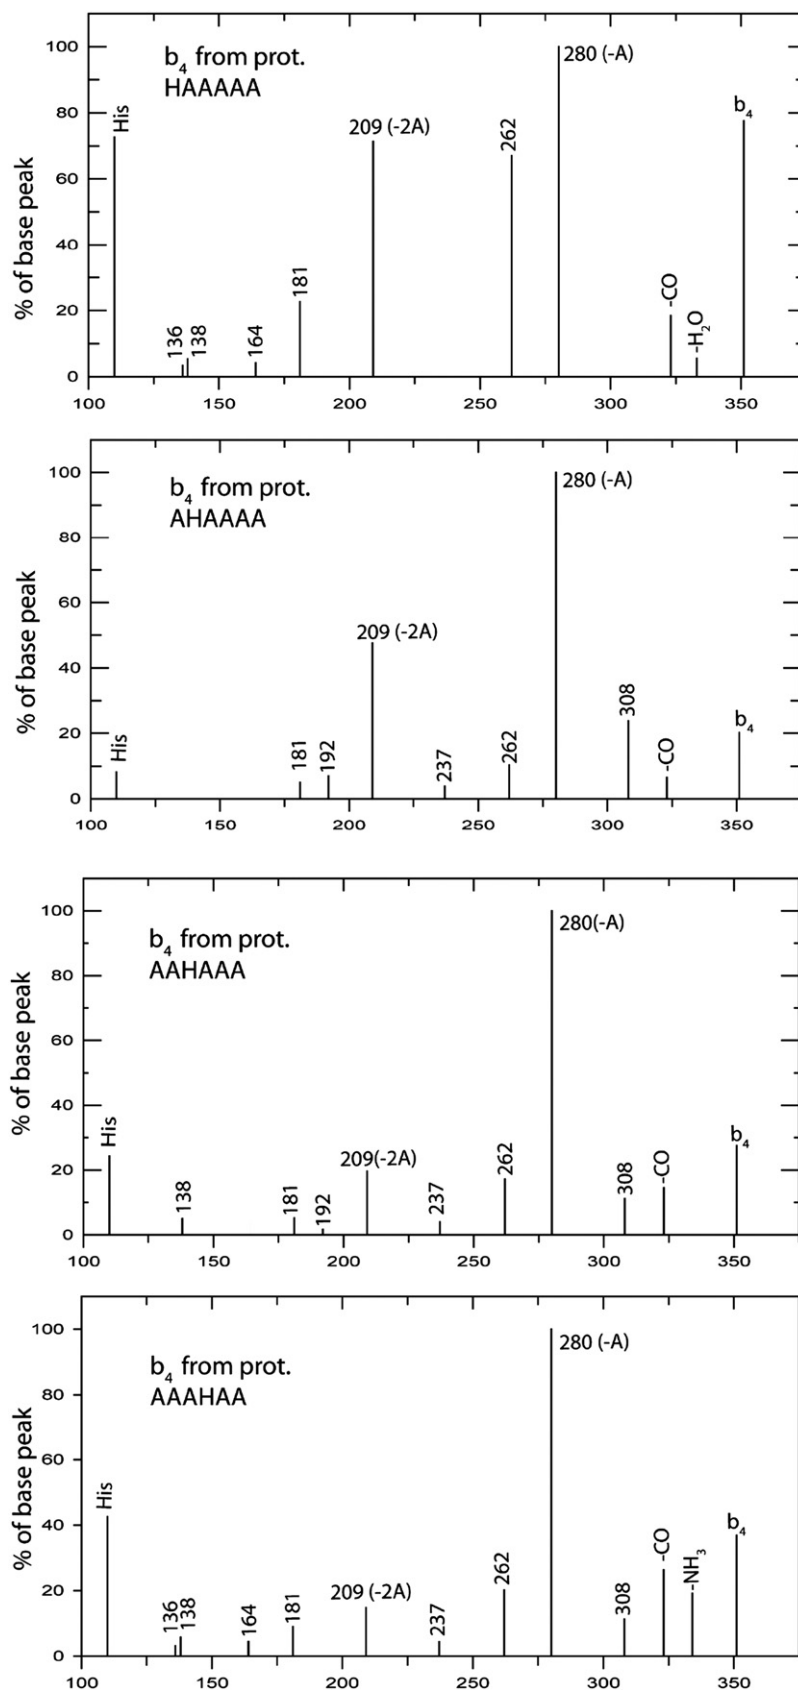 b₄ from prot.
HAAAAA
% of base peak
100
80
60
40
20
0
His
136
138
164
181
209 (-2A)
262
280 (-A)
-CO
-H₂O
b₄
100
150
200
250
300
350
b₄ from prot.
AHAAAA
% of base peak
100
80
60
40
20
0
His
181
192
209 (-2A)
237
262
280 (-A)
308
-CO
b₄
100
150
200
250
300
350
b₄ from prot.
AAHAAA
% of base peak
100
80
60
40
20
0
His
138
181
192
209(-2A)
237
262
280(-A)
308
-CO
b₄
100
150
200
250
300
350
b₄ from prot.
AAAHAA
% of base peak
100
80
60
40
20
0
His
136
138
164
181
209 (-2A)
237
262
280 (-A)
308
-CO
-NH₃
b₄
100
150
200
250
300
350